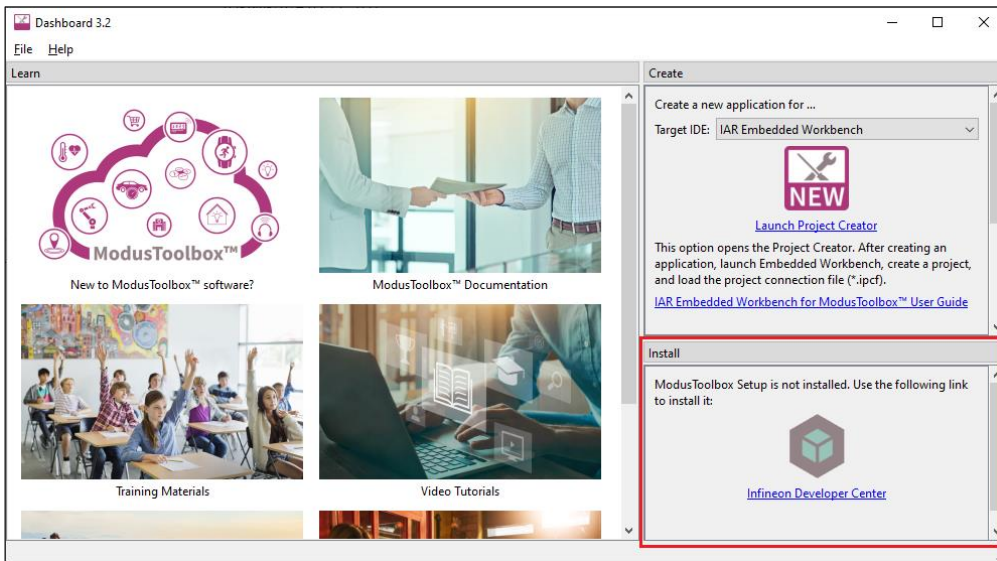 Dashboard 3.2
File Help
Learn
ModusToolbox™
New to ModusToolbox™ software?
ModusToolbox™ Documentation
Training Materials
Video Tutorials
Create
Create a new application for ...
Target IDE: IAR Embedded Workbench
NEW
Launch Project Creator
This option opens the Project Creator. After creating an
application, launch Embedded Workbench, create a project,
and load the project connection file (*.ipcf).
IAR Embedded Workbench for ModusToolbox™ User Guide
Install
ModusToolbox Setup is not installed. Use the following link
to install it:
Infineon Developer Center